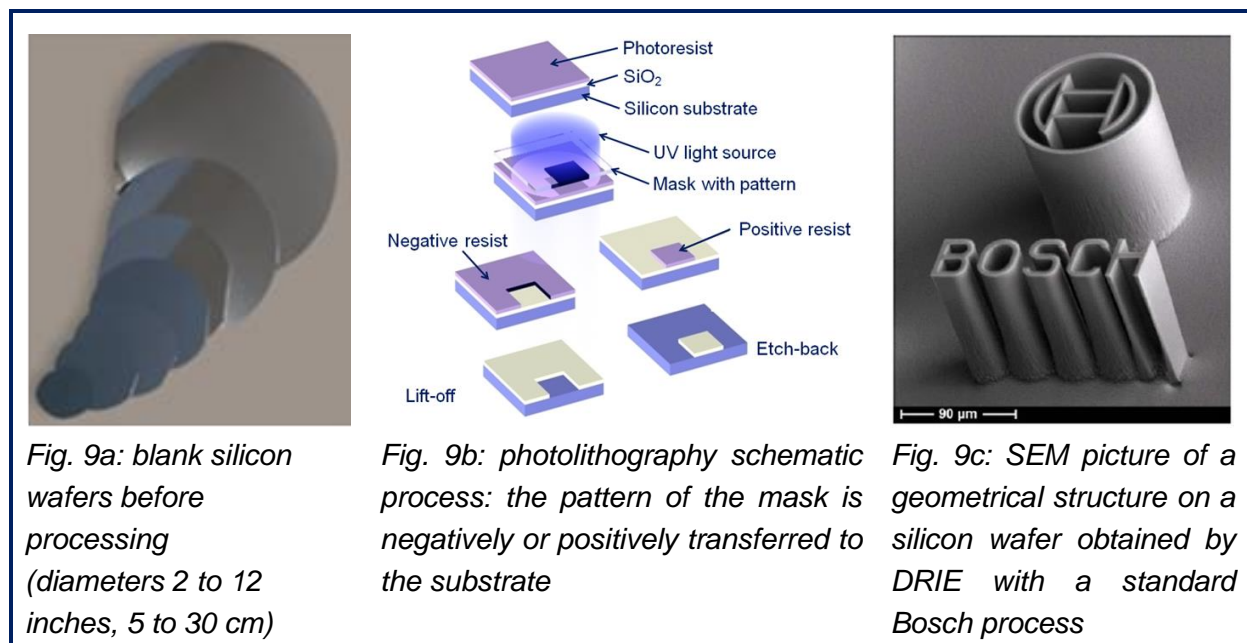 Photoresist
SiO₂
Silicon substrate
UV light source
Mask with pattern
Negative resist
Positive resist
Etch-back
Lift-off
BOSCH
90 µm
Fig. 9a: blank silicon
wafers before
processing
(diameters 2 to 12
inches, 5 to 30 cm)
Fig. 9b: photolithography schematic
process: the pattern of the mask is
negatively or positively transferred to
the substrate
Fig. 9c: SEM picture of a
geometrical structure on a
silicon wafer obtained by
DRIE with a standard
Bosch process